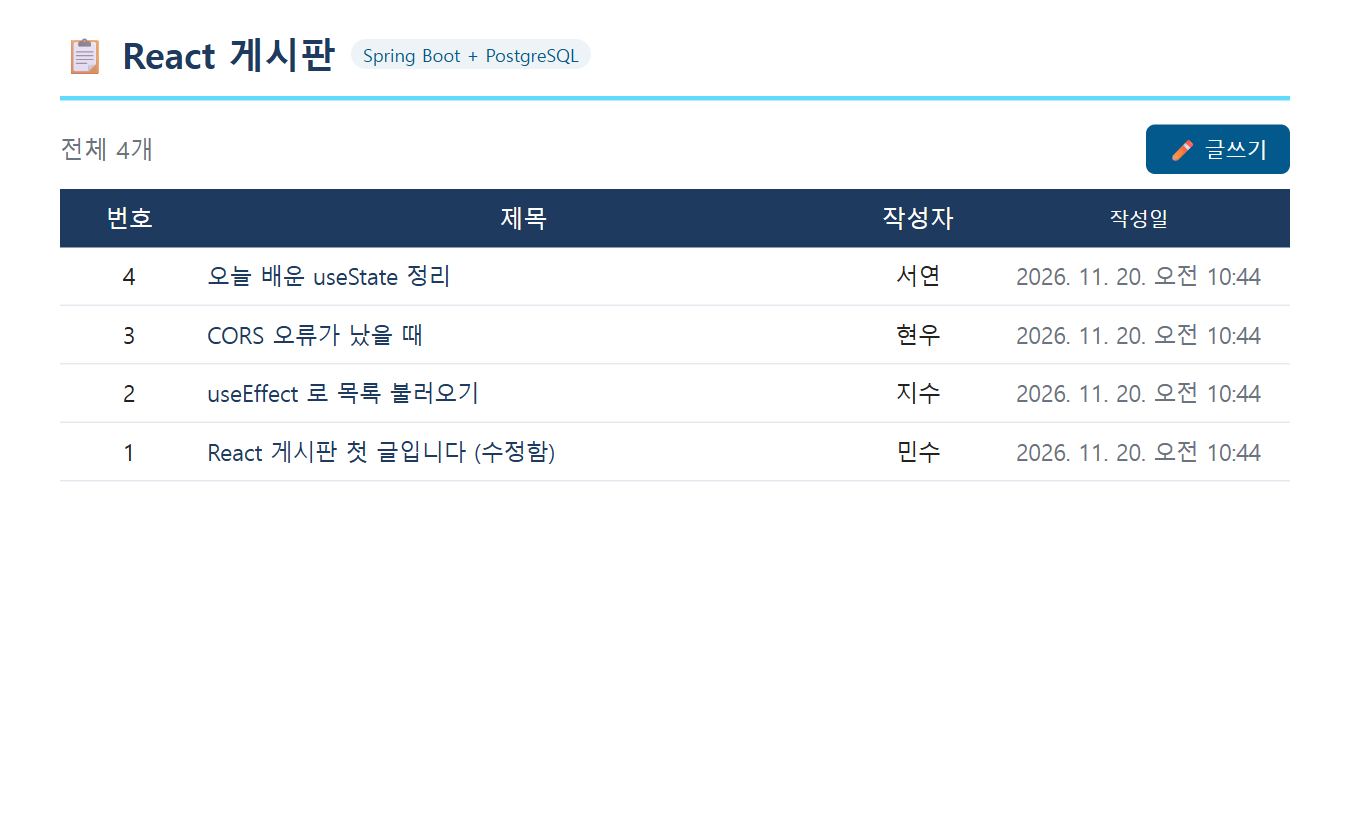 React 게시판 Spring Boot + PostgreSQL
전체 4개 글쓰기
번호 제목 작성자 작성일
4 오늘 배운 useState 정리 서연 2026. 11. 20. 오전 10:44
3 CORS 오류가 났을 때 현우 2026. 11. 20. 오전 10:44
2 useEffect 로 목록 불러오기 지수 2026. 11. 20. 오전 10:44
1 React 게시판 첫 글입니다 (수정함) 민수 2026. 11. 20. 오전 10:44